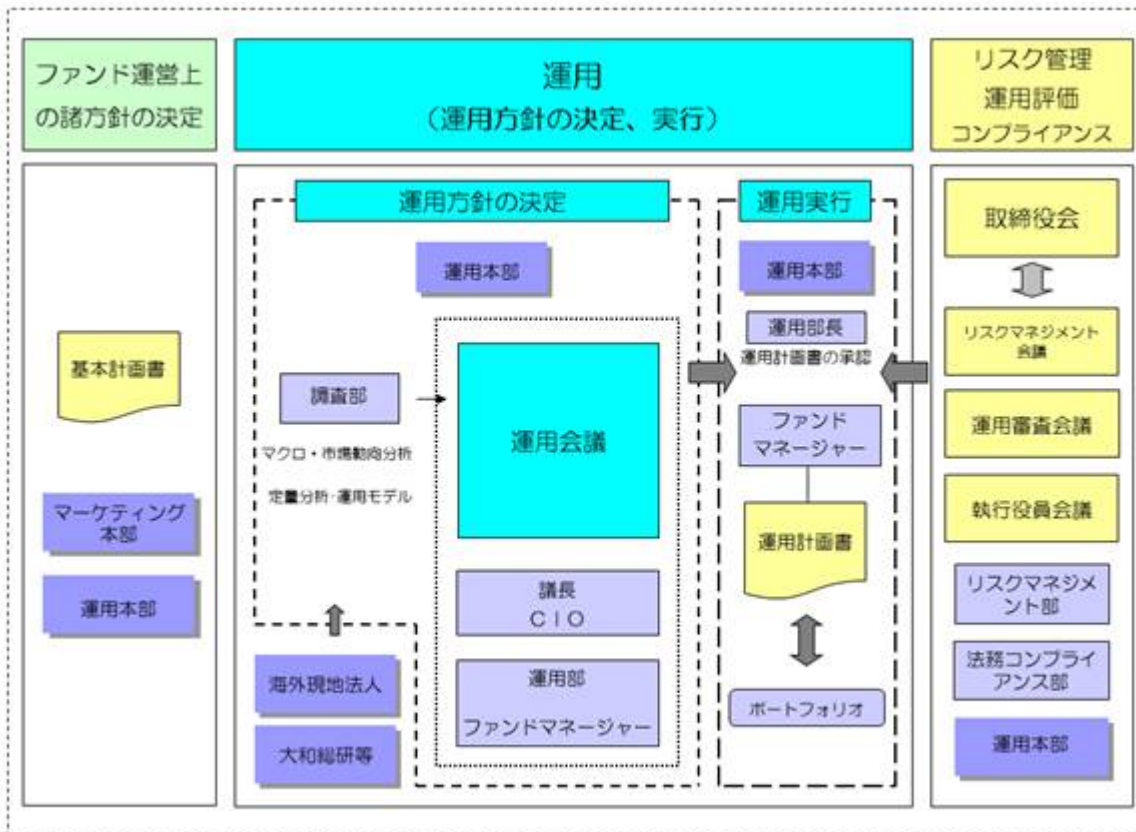 ファンド運営上
の諸方針の決定
運用
（運用方針の決定、実行）
リスク管理
運用評価
コンプライアンス
基本計画書
マーケティング
本部
運用本部
運用方針の決定
運用本部
調査部
マクロ・市場動向分析
定量分析･運用モデル
運用会議
議長
ＣＩＯ
運用部
ファンドマネージャー
海外現地法人
大和総研等
運用実行
運用本部
運用部長
運用計画書の承認
ファンド
マネージャー
運用計画書
ポートフォリオ
取締役会
リスクマネジメント
会議
運用審査会議
執行役員会議
リスクマネジメ
ント部
法務コンプライ
アンス部
運用本部